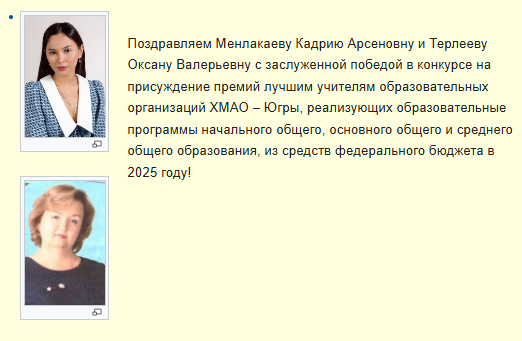 Поздравляем Менлакаеву Кадрию Арсеновну и Терлееву
Оксану Валерьевну с заслуженной победой в конкурсе на
присуждение премий лучшим учителям образовательных
организаций ХМАО – Югры, реализующих образовательные
программы начального общего, основного общего и среднего
общего образования, из средств федерального бюджета в
2025 году!